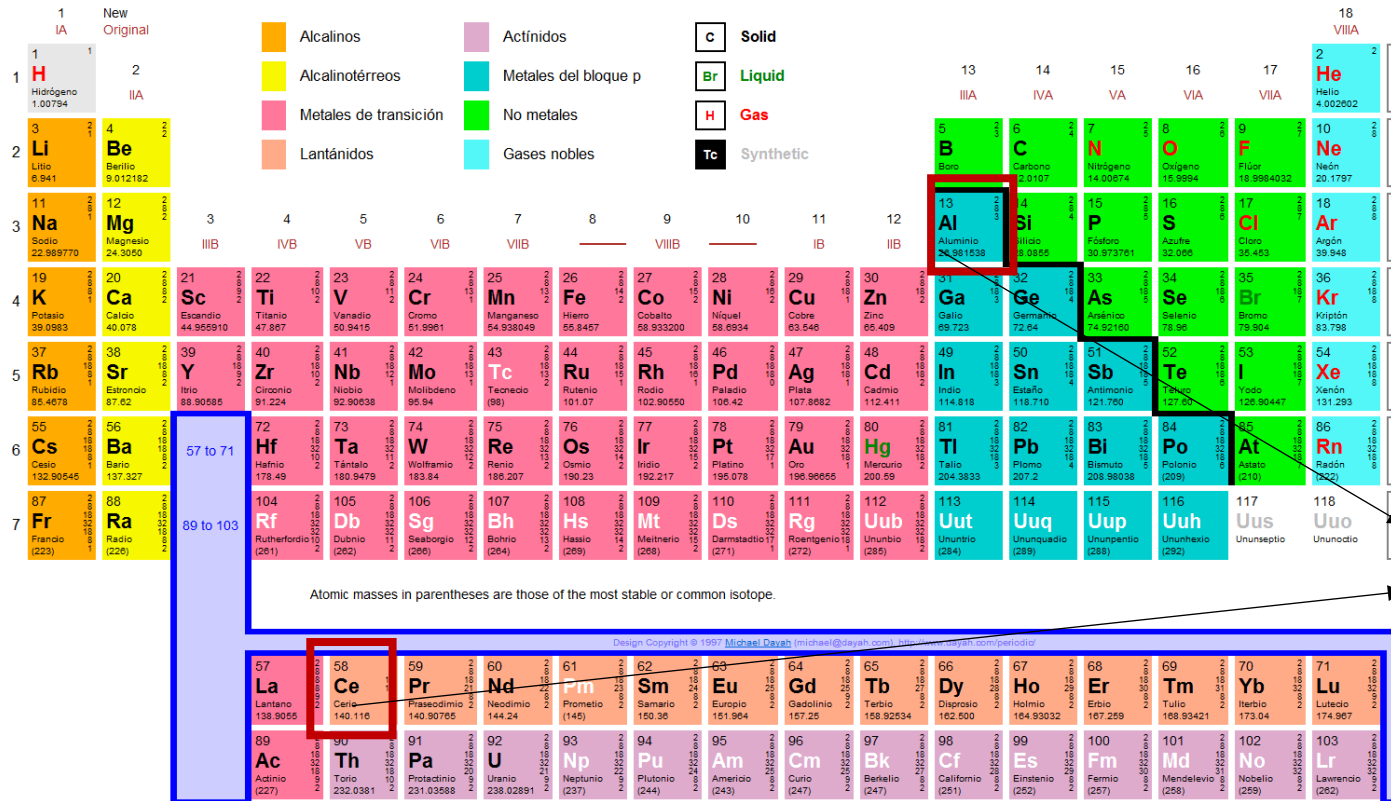 1 New 18
IA Original VIIIA
Alcalinos Actínidos C Solid
Alcalinotérreos Metales del bloque p Br Liquid
Metales de transición No metales H Gas
Lantánidos Gases nobles Tc Synthetic
2 13 14 15 16 17
IIA IIIA IVA VA VIA VIIA
1
1 1 2 2
H He
Hidrógeno Helio
1.00794 4.002602
2
3 4 5 6 7 8 9 10
Li Be B C N O F Ne
Litio Berilio Boro Carbono Nitrógeno Oxígeno Flúor Neón
6.941 9.012182 14.00674 15.9994 18.9984032 20.1797
3 4 5 6 7 8 9 10 11 12
IIIB IVB VB VIB VIIB VIIIB IB IIB
3
11 12 13 14 15 16 17 18
Na Mg Al Si P S Cl Ar
Sodio Magnesio Aluminio Silicio Fósforo Azufre Cloro Argón
22.989770 24.3050 26.981538 28.0855 30.973761 32.066 35.453 39.948
4
19 20 21 22 23 24 25 26 27 28 29 30 31 32 33 34 35 36
K Ca Sc Ti V Cr Mn Fe Co Ni Cu Zn Ga Ge As Se Br Kr
Potasio Calcio Escandio Titanio Vanadio Cromo Manganeso Hierro Cobalto Níquel Cobre Zinc Galio Germanio Arsénico Selenio Bromo Kriptón
39.0983 40.078 44.955910 47.867 50.9415 51.9961 54.938049 55.8457 58.933200 58.6934 63.546 65.409 69.723 72.64 74.92160 78.96 79.904 83.798
5
37 38 39 40 41 42 43 44 45 46 47 48 49 50 51 52 53 54
Rb Sr Y Zr Nb Mo Tc Ru Rh Pd Ag Cd In Sn Sb Te I Xe
Rubidio Estroncio Itrio Circonio Niobio Molibdeno Tecnecio Rutenio Rodio Paladio Plata Cadmio Indio Estaño Antimonio Teluro Yodo Xenón
85.4678 87.62 88.90585 91.224 92.90638 95.94 (98) 101.07 102.90550 106.42 107.8682 112.411 114.818 118.710 121.760 127.60 126.90447 131.293
6
55 56 57 to 71 72 73 74 75 76 77 78 79 80 81 82 83 84 85 86
Cs Ba Hf Ta W Re Os Ir Pt Au Hg Tl Pb Bi Po At Rn
Cesio Bario Hafnio Tántalo Wolframio Renio Osmio Iridio Platino Oro Mercurio Talio Plomo Bismuto Polonio Astato Radón
132.90545 137.327 178.49 180.9479 183.84 186.207 190.23 192.217 195.078 196.96655 200.59 204.3833 207.2 208.98038 (209) (210) (222)
7
87 88 89 to 103 104 105 106 107 108 109 110 111 112 113 114 115 116 117 118
Fr Ra Rf Db Sg Bh Hs Mt Ds Rg Uub Uut Uuq Uup Uuh Uus Uuo
Francio Radio Rutherfordio Dubnio Seaborgio Bohrio Hassio Meitnerio Darmstadtio Roentgenio Ununbio Ununtrio Ununquadio Ununpentio Ununhexio Ununseptio Ununoctio
(223) (226) (261) (262) (266) (264) (269) (268) (271) (272) (285) (284) (289) (288) (292)
Atomic masses in parentheses are those of the most stable or common isotope.
Design Copyright © 1997 Michael Dayah (michael@dayah.com), http://www.dayah.com/periodic/
57 58 59 60 61 62 63 64 65 66 67 68 69 70 71
La Ce Pr Nd Pm Sm Eu Gd Tb Dy Ho Er Tm Yb Lu
Lantano Cerio Praseodimio Neodimio Prometio Samario Europio Gadolinio Terbio Disprosio Holmio Erbio Tulio Iterbio Lutecio
138.9055 140.116 140.90765 144.24 (145) 150.36 151.964 157.25 158.92534 162.500 164.93032 167.259 168.93421 173.04 174.967
89 90 91 92 93 94 95 96 97 98 99 100 101 102 103
Ac Th Pa U Np Pu Am Cm Bk Cf Es Fm Md No Lr
Actinio Torio Protactinio Uranio Neptunio Plutonio Americio Curio Berkelio Californio Einstenio Fermio Mendelevio Nobelio Lawrencio
(227) 232.0381 231.03588 238.02891 (237) (244) (243) (247) (247) (251) (252) (257) (258) (259) (262)